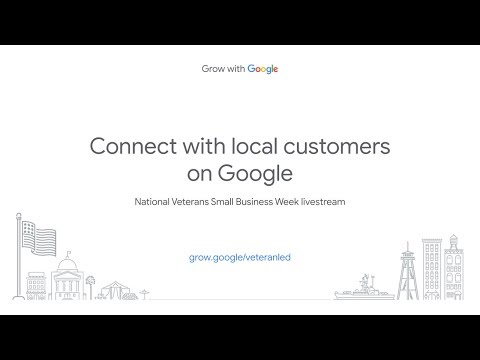 Grow with Google
Connect with local customers
on Google
National Veterans Small Business Week livestream
grow.google/veteranled